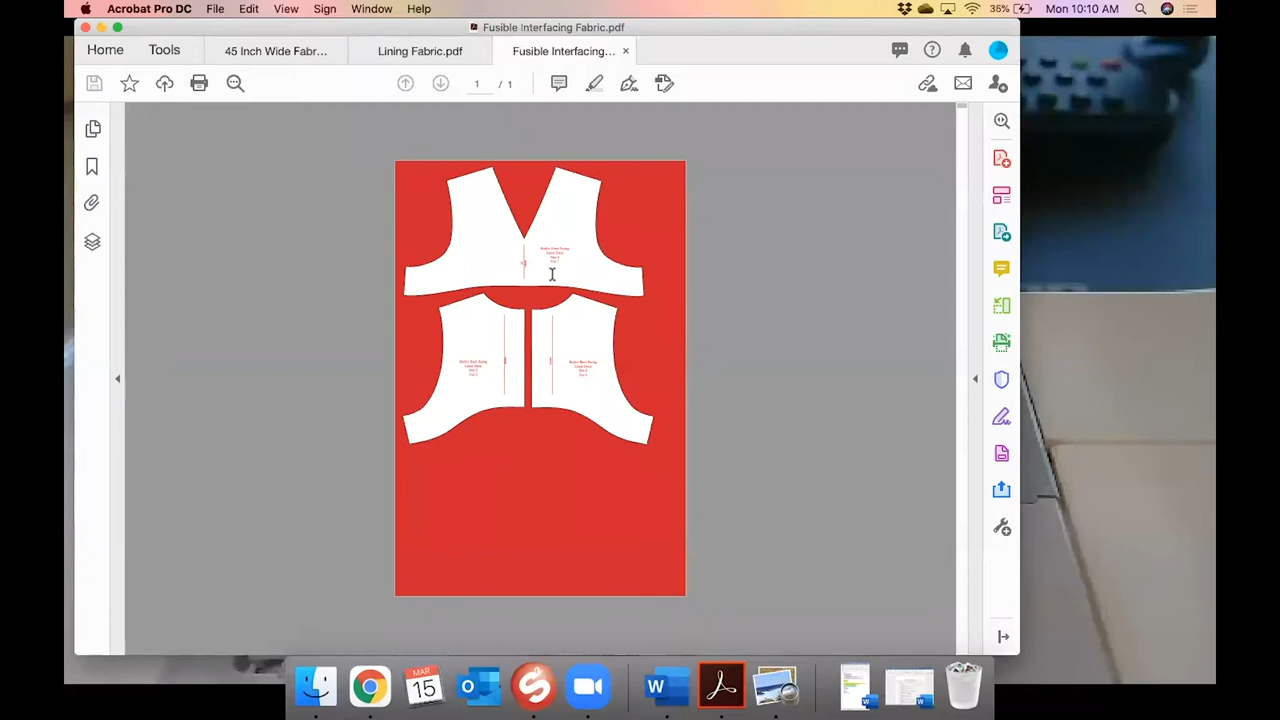 Acrobat Pro DC File Edit View Sign Window Help 35% Mon 10:10 AM
Fusible Interfacing Fabric.pdf
Home Tools 45 Inch Wide Fabr... Lining Fabric.pdf Fusible Interfacing... ×
1 / 1
MAR
15
W